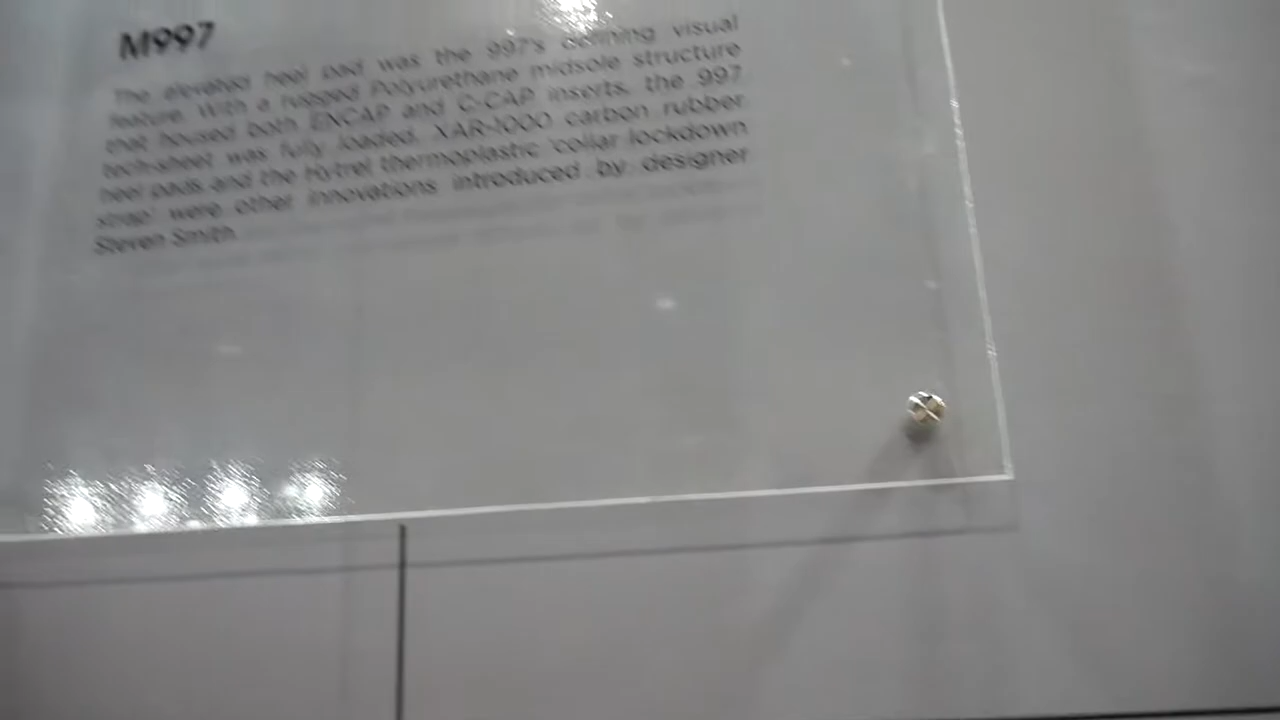 M997
The elevated heel pad was the 997's defining visual
feature. With a rugged Polyurethane midsole structure
that housed both ENCAP and C-CAP inserts, the 997
tech-sheet was fully loaded. XAR-1000 carbon rubber
heel pads and the Hytrel thermoplastic 'collar lockdown
strap' were other innovations introduced by designer
Steven Smith.